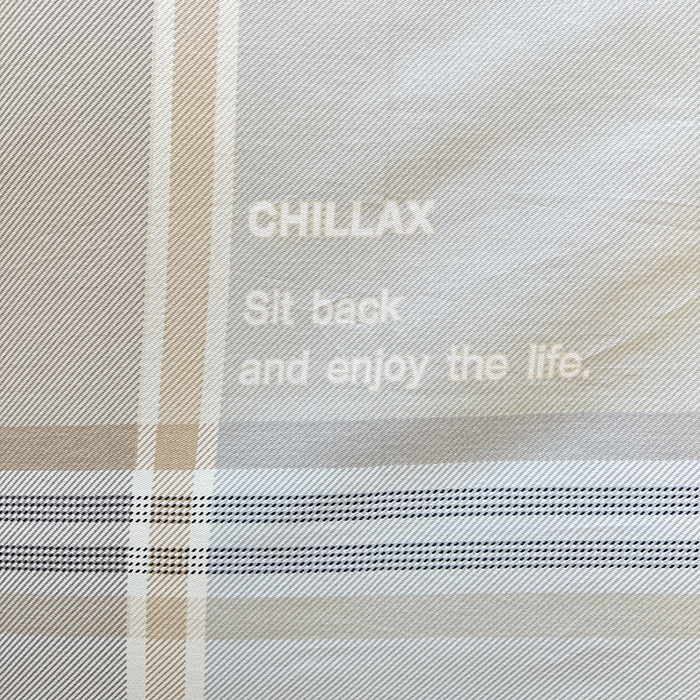 CHILLAX
Sit back
and enjoy the life.